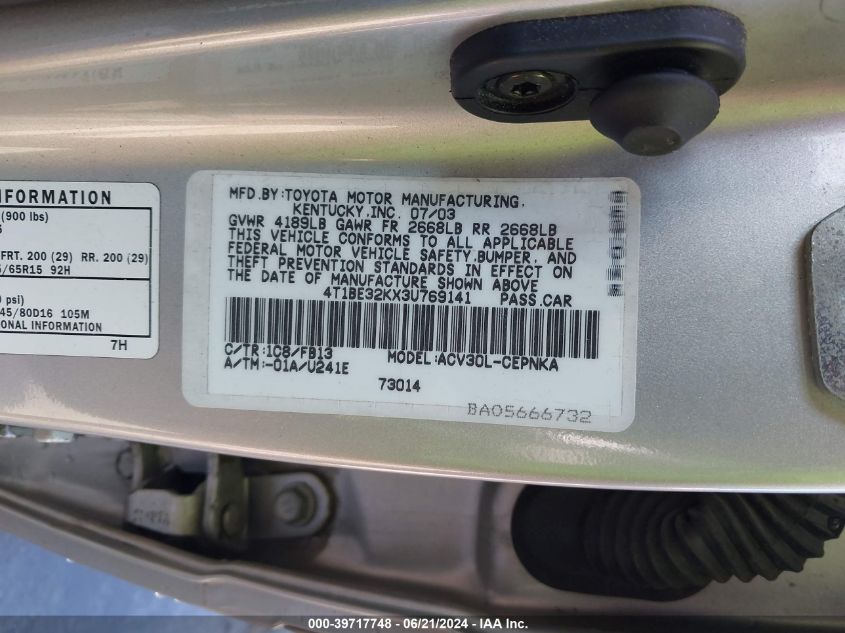 NFORMATION
(900 lbs)
FRT. 200 (29) RR. 200 (29)
/65R15 92H
psi)
45/80D16 105M
ONAL INFORMATION
7H
MFD.BY:TOYOTA MOTOR MANUFACTURING,
KENTUCKY,INC. 07/03
GVWR 4189LB GAWR FR 2668LB RR 2668LB
THIS VEHICLE CONFORMS TO ALL APPLICABLE
FEDERAL MOTOR VEHICLE SAFETY,BUMPER, AND
THEFT PREVENTION STANDARDS IN EFFECT ON
THE DATE OF MANUFACTURE SHOWN ABOVE
4T1BE32KX3U769141 PASS.CAR
C/TR:1C8/FB13 MODEL:ACV30L-CEPNKA
A/TM:-01A/U241E
73014
BA05666732
000-39717748 - 06/21/2024 - IAA Inc.